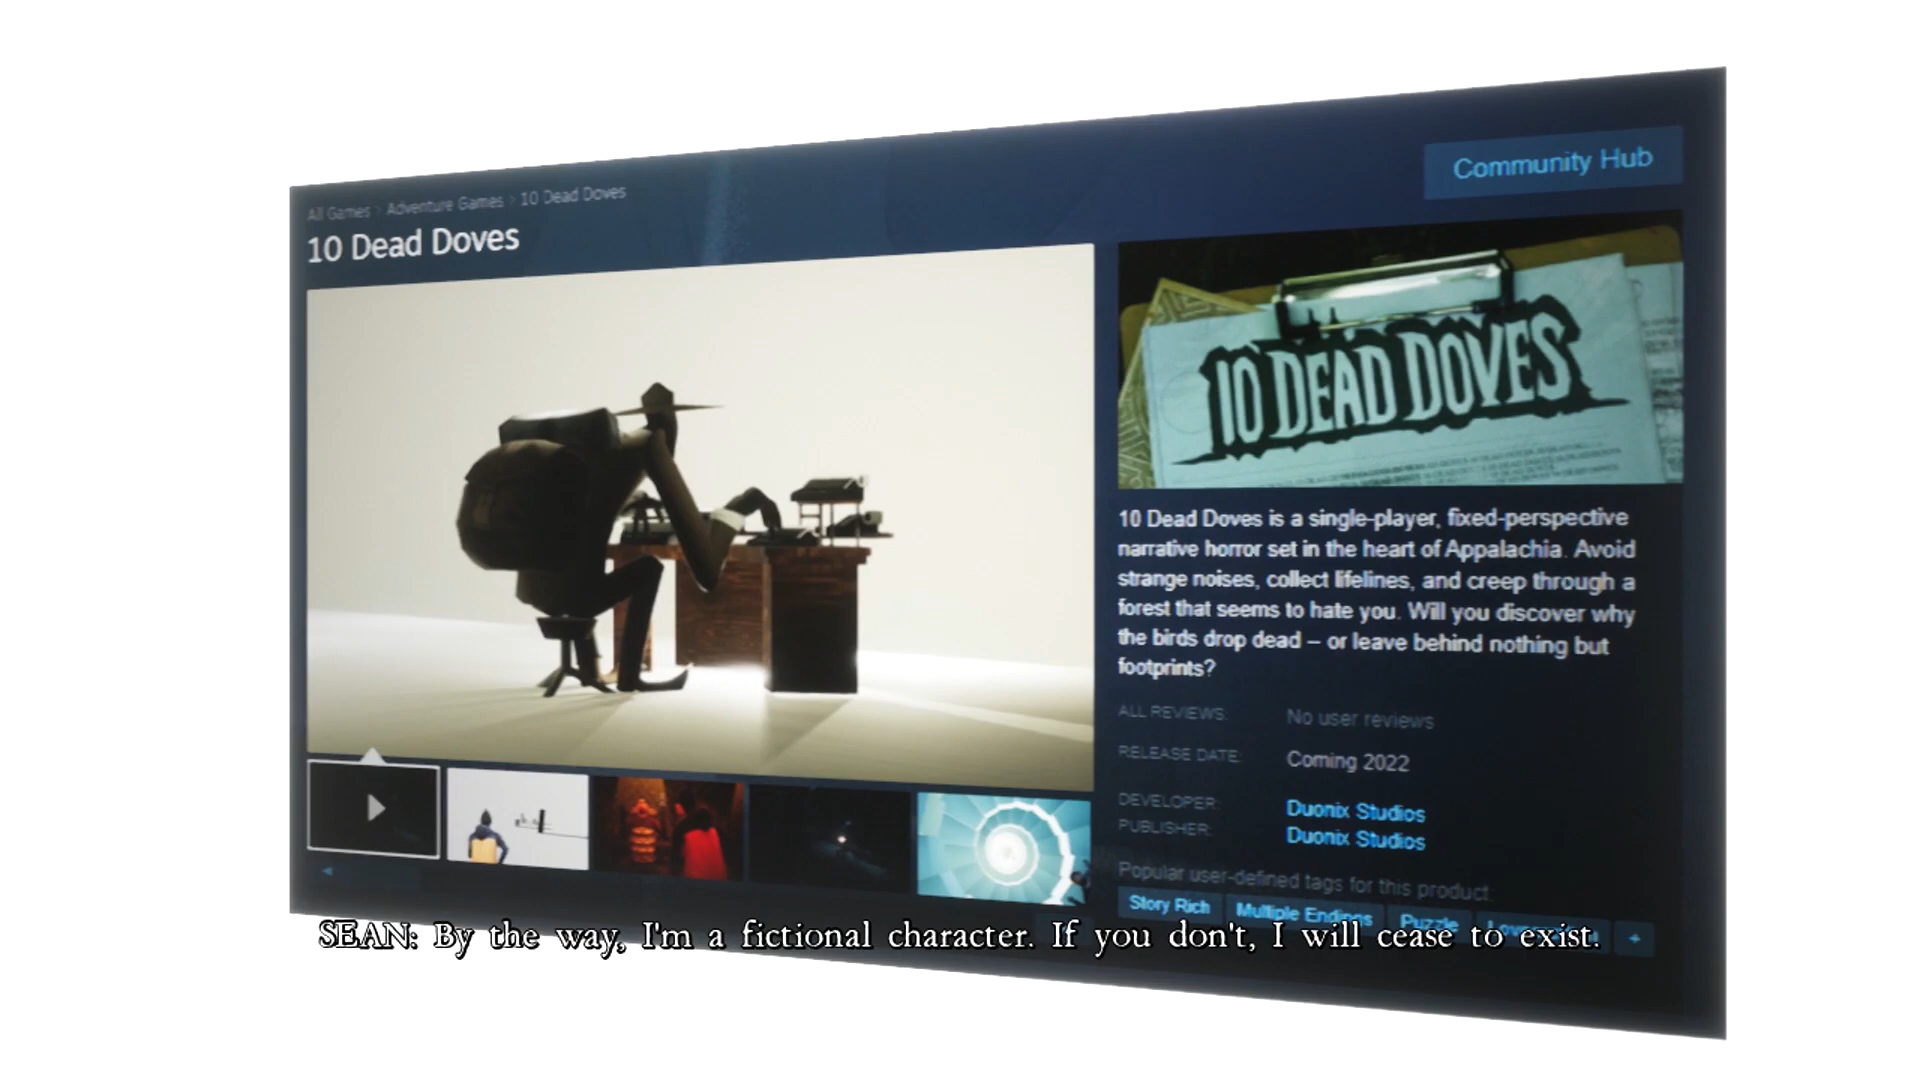 Community Hub
All Games > Adventure Games > 10 Dead Doves
10 Dead Doves
10 DEAD DOVES
10 Dead Doves is a single-player, fixed-perspective
narrative horror set in the heart of Appalachia. Avoid
strange noises, collect lifelines, and creep through a
forest that seems to hate you. Will you discover why
the birds drop dead – or leave behind nothing but
footprints?
ALL REVIEWS: No user reviews
RELEASE DATE: Coming 2022
DEVELOPER: Duonix Studios
PUBLISHER: Duonix Studios
Popular user-defined tags for this product:
Story Rich Multiple Endings Puzzle +
SEAN: By the way, I'm a fictional character. If you don't, I will cease to exist.